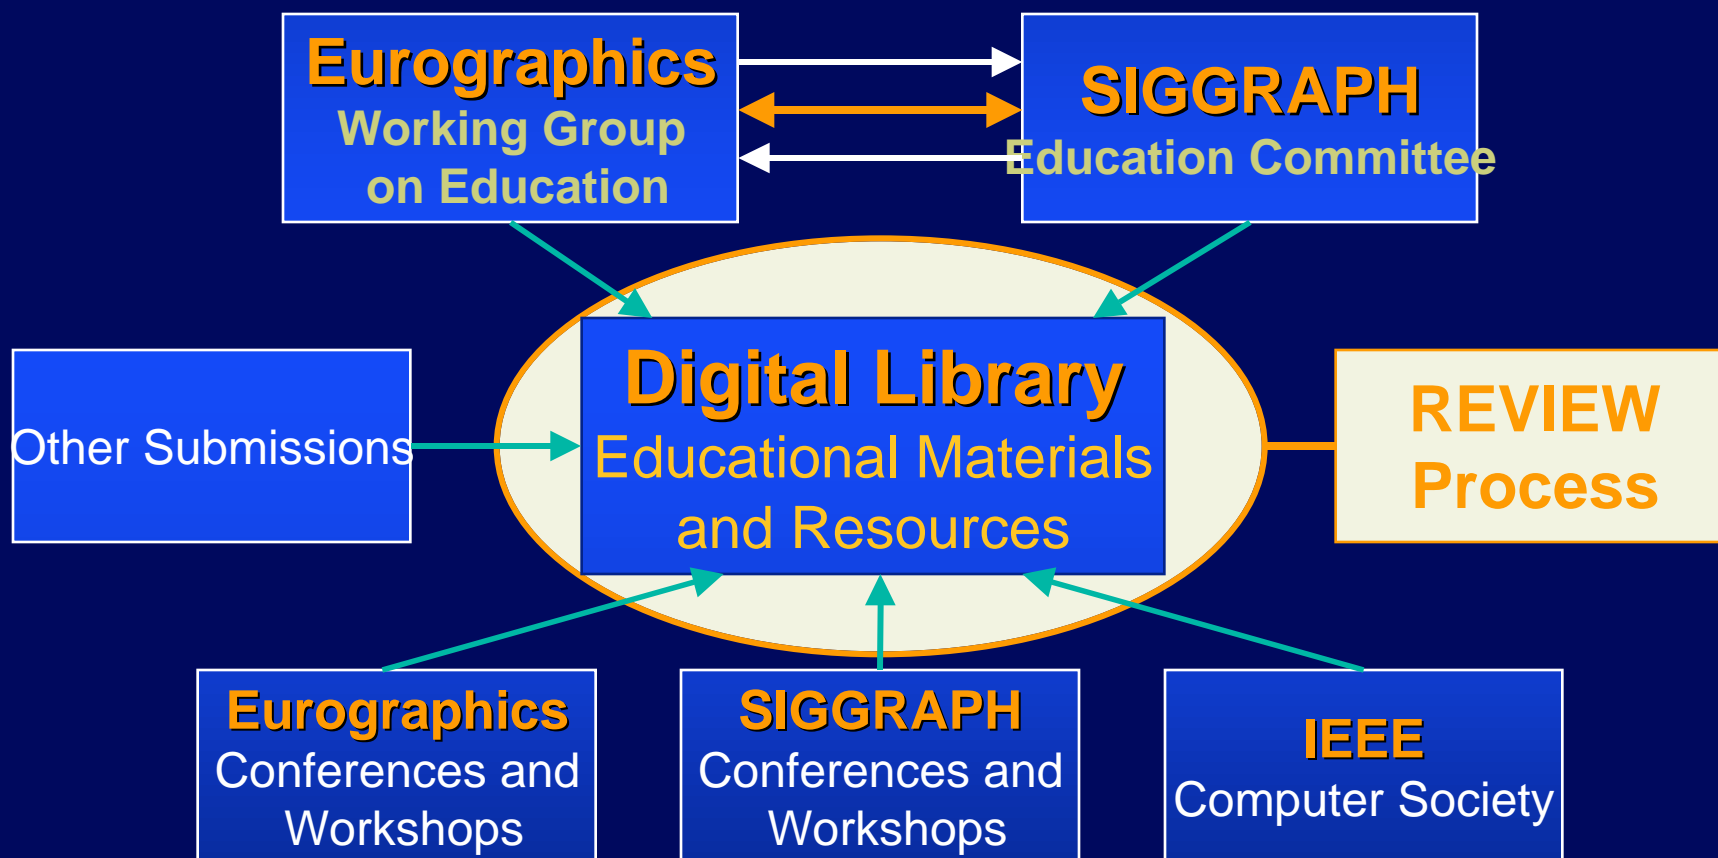 Eurographics
Working Group
on Education
SIGGRAPH
Education Committee
Other Submissions
Digital Library
Educational Materials
and Resources
REVIEW
Process
Eurographics
Conferences and
Workshops
SIGGRAPH
Conferences and
Workshops
IEEE
Computer Society